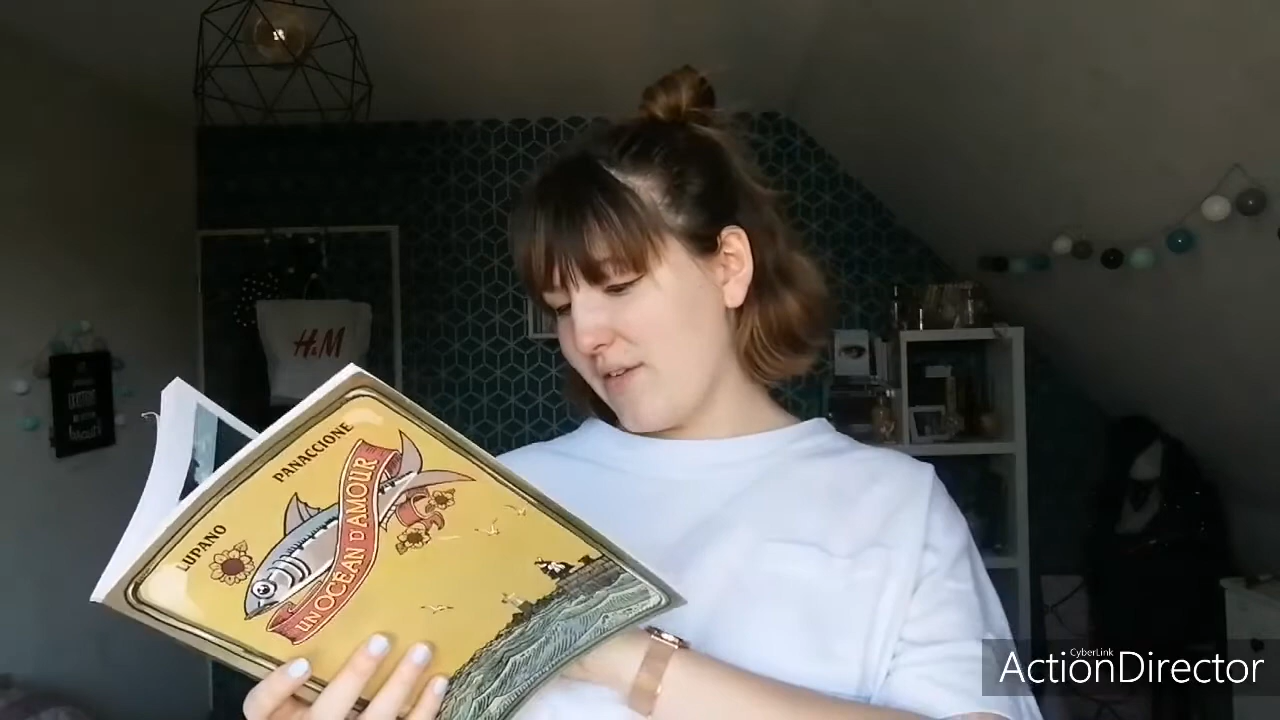 H&M
LUPANO
PANACCIONE
UN OCÉAN D'AMOUR
CyberLink
ActionDirector